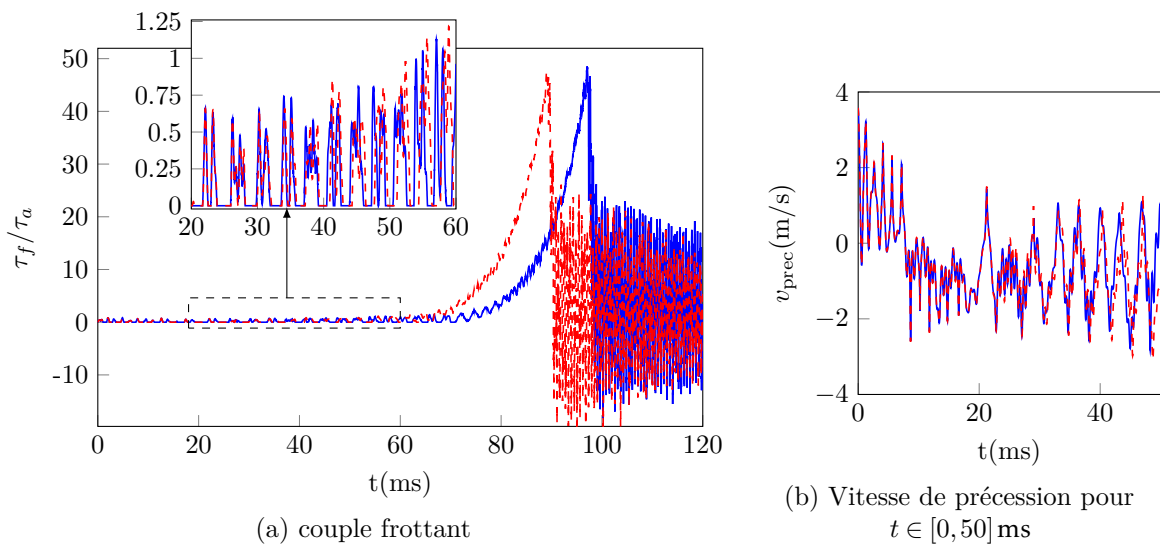 1.25
1
0.75
0.5
0.25
0
20 30 40 50 60
50
40
30
20
10
0
-10
τf/τa
0 20 40 60 80 100 120
t(ms)
(a) couple frottant
4
2
0
−2
−4
vprec(m/s)
0 20 40
t(ms)
(b) Vitesse de précession pour
t ∈ [0, 50] ms